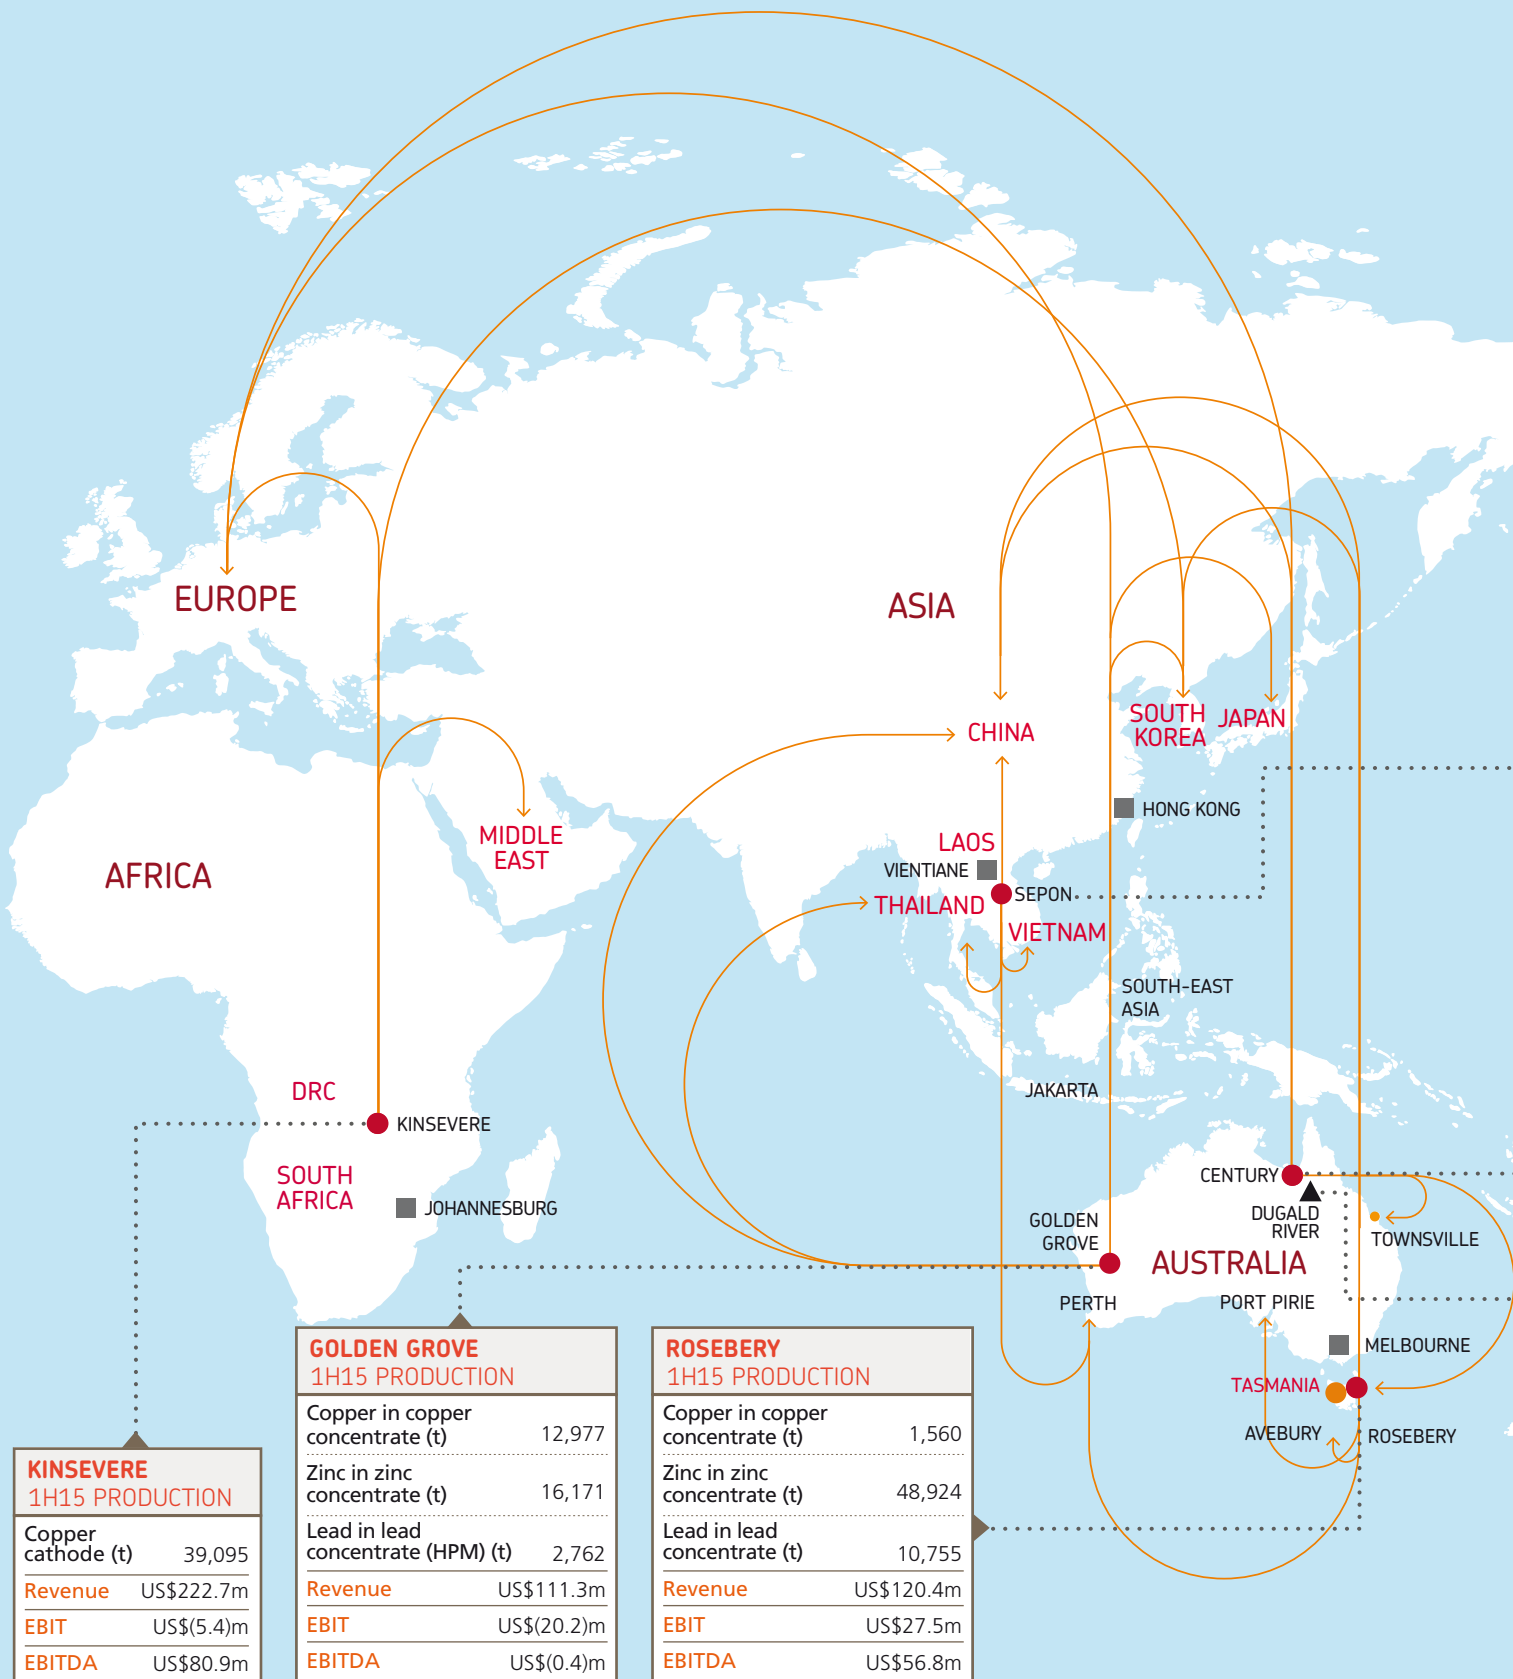 EUROPE
ASIA
CHINA
SOUTH
KOREA
JAPAN
HONG KONG
MIDDLE
EAST
LAOS
VIENTIANE
AFRICA
THAILAND
SEPON
VIETNAM
SOUTH-EAST
ASIA
DRC
JAKARTA
KINSEVERE
SOUTH
AFRICA
JOHANNESBURG
CENTURY
DUGALD
RIVER
GOLDEN
GROVE
TOWNSVILLE
AUSTRALIA
PERTH
PORT PIRIE
MELBOURNE
TASMANIA
AVEBURY
ROSEBERY
KINSEVERE
1H15 PRODUCTION
Copper
cathode (t) 39,095
Revenue US$222.7m
EBIT US$(5.4)m
EBITDA US$80.9m
GOLDEN GROVE
1H15 PRODUCTION
Copper in copper
concentrate (t) 12,977
Zinc in zinc
concentrate (t) 16,171
Lead in lead
concentrate (HPM) (t) 2,762
Revenue US$111.3m
EBIT US$(20.2)m
EBITDA US$(0.4)m
ROSEBERY
1H15 PRODUCTION
Copper in copper
concentrate (t) 1,560
Zinc in zinc
concentrate (t) 48,924
Lead in lead
concentrate (t) 10,755
Revenue US$120.4m
EBIT US$27.5m
EBITDA US$56.8m